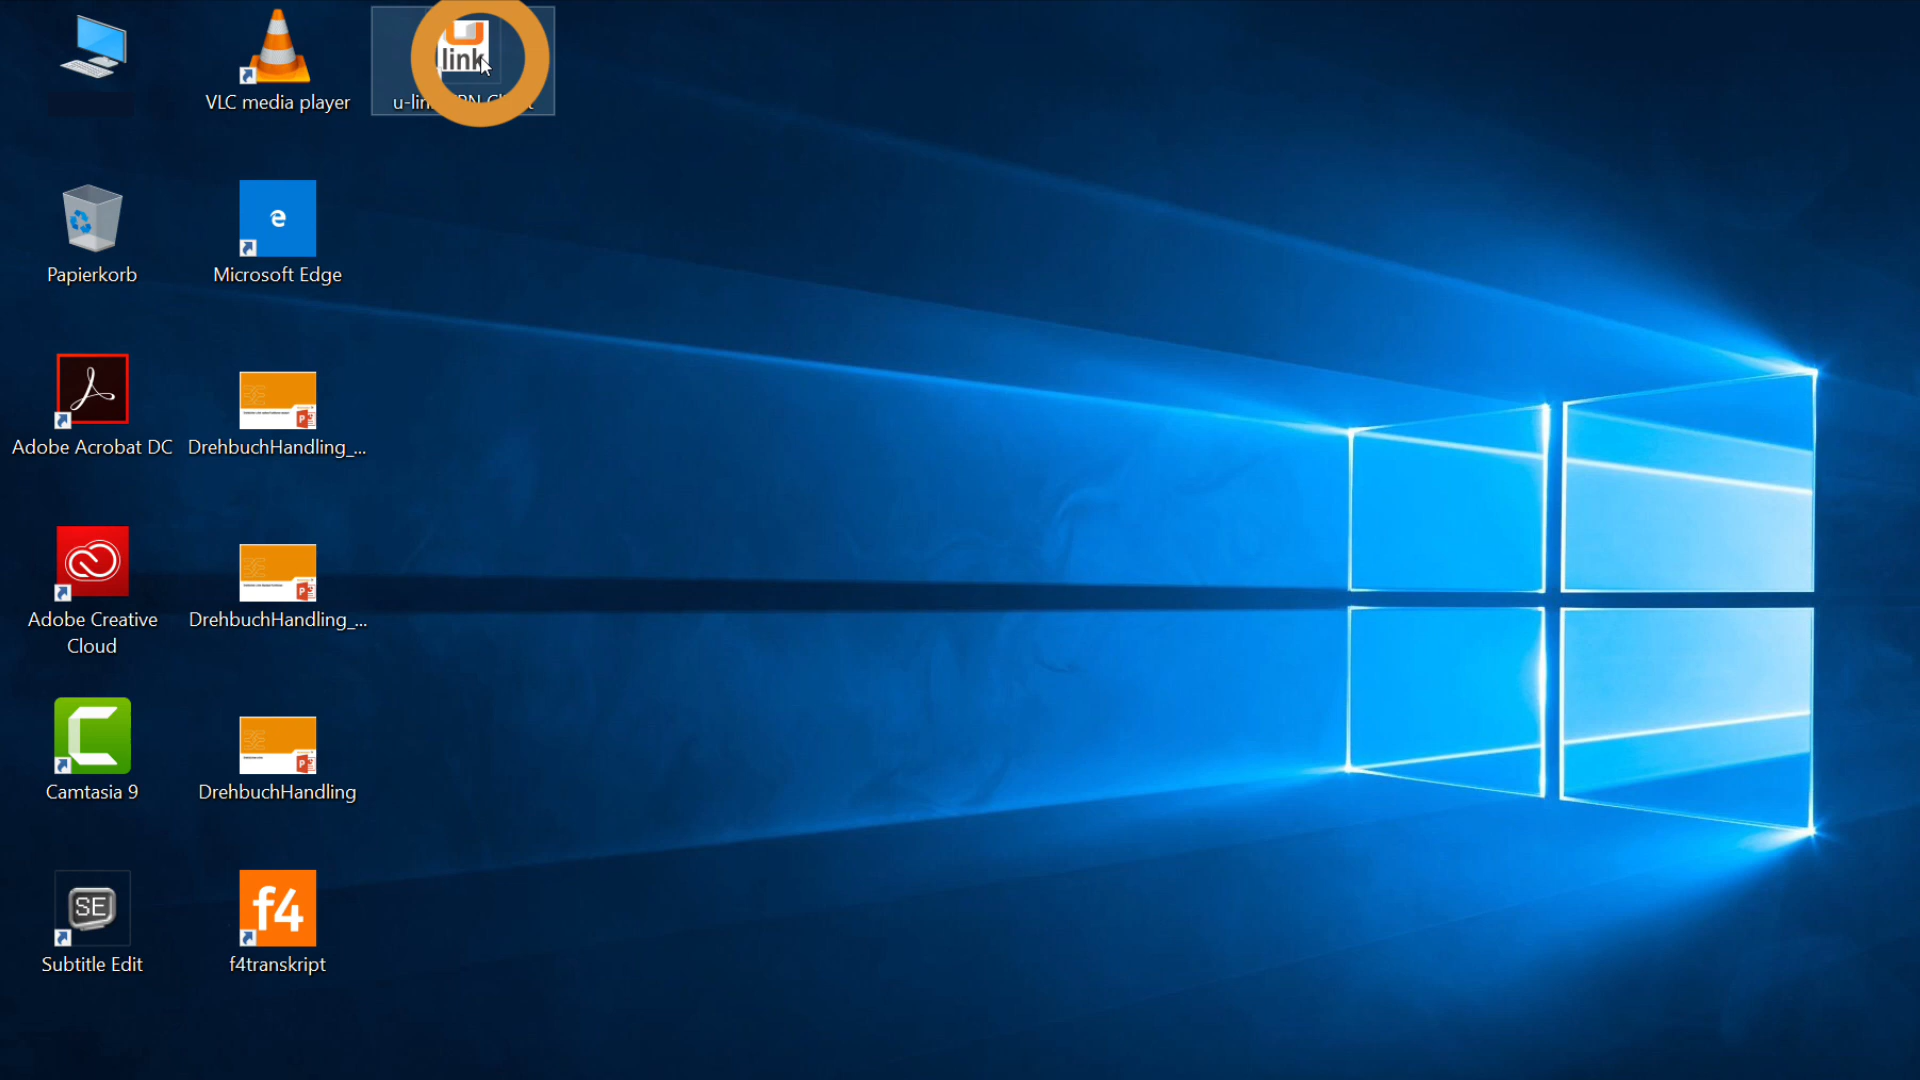 link
VLC media player
Papierkorb
Microsoft Edge
Adobe Acrobat DC
DrehbuchHandling_...
Adobe Creative
Cloud
DrehbuchHandling_...
Camtasia 9
DrehbuchHandling
SE
Subtitle Edit
f4
f4transkript